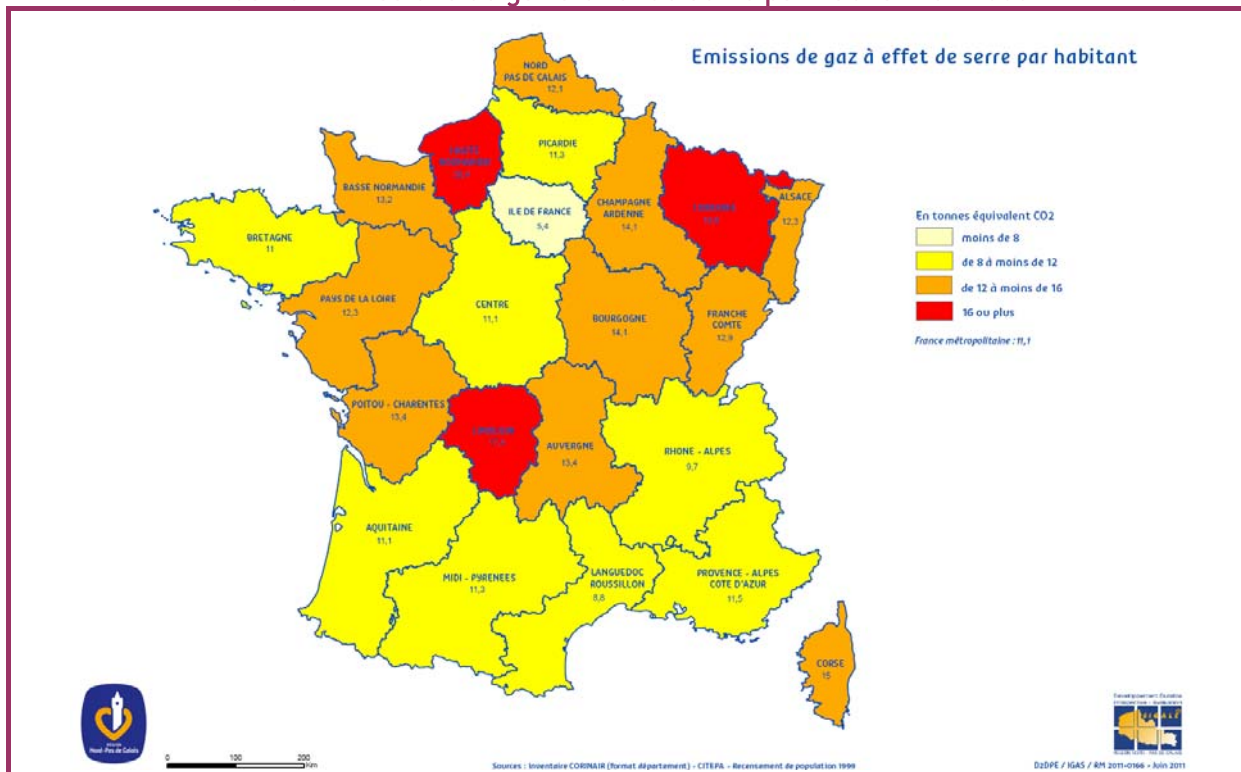 Emissions de gaz à effet de serre par habitant
NORD
PAS DE CALAIS
12,1
PICARDIE
11,3
BASSE NORMANDIE
13,2
ILE DE FRANCE
5,4
CHAMPAGNE
ARDENNE
14,1
ALSACE
12,3
BRETAGNE
11
PAYS DE LA LOIRE
12,3
CENTRE
11,1
BOURGOGNE
14,1
FRANCHE
COMTE
12,9
POITOU - CHARENTES
13,4
LIMOUSIN
AUVERGNE
13,4
RHONE - ALPES
9,7
AQUITAINE
11,1
MIDI - PYRENEES
11,3
LANGUEDOC
ROUSSILLON
8,8
PROVENCE - ALPES
COTE D'AZUR
11,5
CORSE
15
En tonnes équivalent CO2
moins de 8
de 8 à moins de 12
de 12 à moins de 16
16 ou plus
France métropolitaine : 11,1
Nord-Pas de Calais
0 100 200
Km
Sources : Inventaire CORINAIR (format département) - CITEPA - Recensement de population 1999
D2DPE / IGAS / RM 2011-0166 - Juin 2011